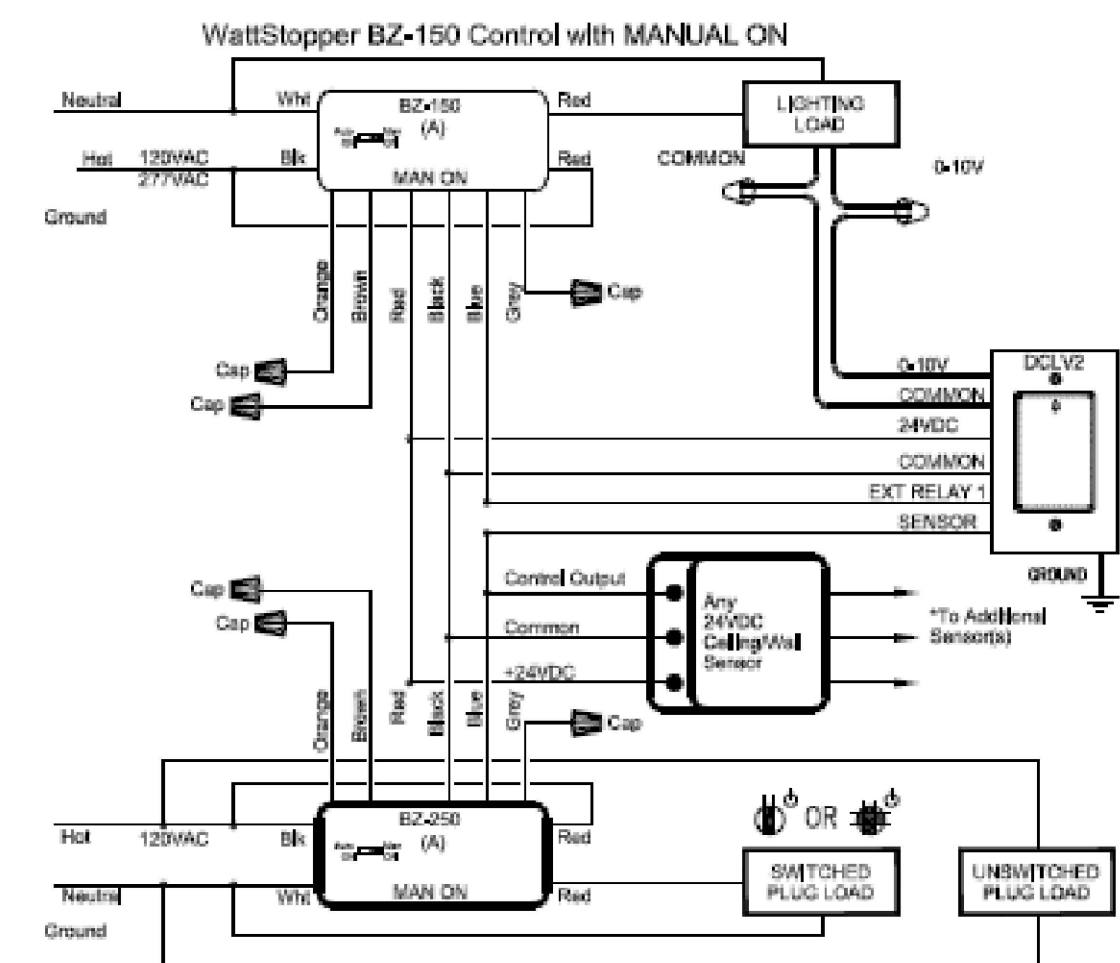 WattStopper BZ-150 Control with MANUAL ON
Neutral
Wht
BZ-150
(A)
Red
LIGHTING
LOAD
Hot
120VAC
277VAC
Blk
MAN ON
Red
COMMON
0-10V
Ground
Orange
Brown
Red
Black
Blue
Grey
Cap
Cap
Cap
0-10V
COMMON
24VDC
COMMON
EXT RELAY 1
SENSOR
DCLV2
GROUND
Cap
Cap
Control Output
Common
+24VDC
Any
24VDC
Ceiling/Wall
Sensor
*To Additional
Sensor(s)
Orange
Brown
Red
Black
Blue
Grey
Cap
Hot
120VAC
Blk
BZ-250
(A)
Red
OR
Neutral
Wht
MAN ON
Red
SWITCHED
PLUG LOAD
UNSWITCHED
PLUG LOAD
Ground